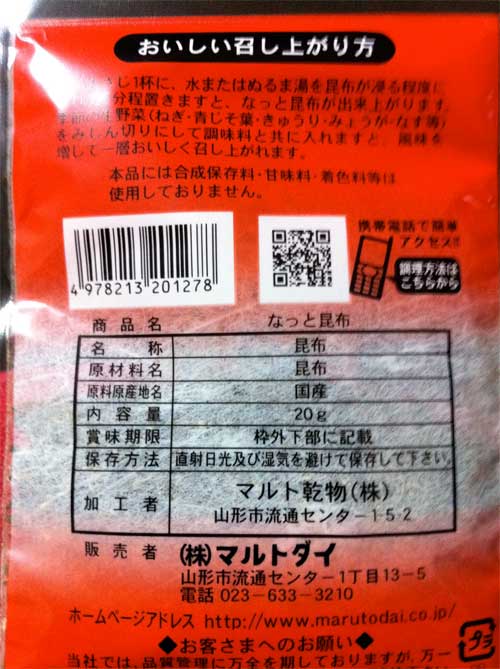 おいしい召し上がり方
さじ1杯に、水またはぬるま湯を昆布が浸る程度に
分程置きますと、なっと昆布が出来上がります。
野菜(ねぎ・青じそ葉・きゅうり・みょうが・なす等)
をみじん切りにして調味料と共に入れますと、風味を
増して一層おいしく召し上がれます。
本品には合成保存料・甘味料・着色料等は
使用しておりません。
携帯電話で簡単
アクセス!!
調理方法は
こちらから
4 978213 201278
商品名 なっと昆布
名称 昆布
原材料名 昆布
原料原産地名 国産
内容量 20g
賞味期限 枠外下部に記載
保存方法 直射日光及び湿気を避けて保存して下さい。
加工者 マルト乾物(株)
山形市流通センター1-5-2
販売者 (株)マルトダイ
山形市流通センター1丁目13-5
電話 023-633-3210
ホームページアドレス http://www.marutodai.co.jp/
◆お客さまへのお願い◆
当社では、品質管理に万全を期しておりますが、万一
プラ